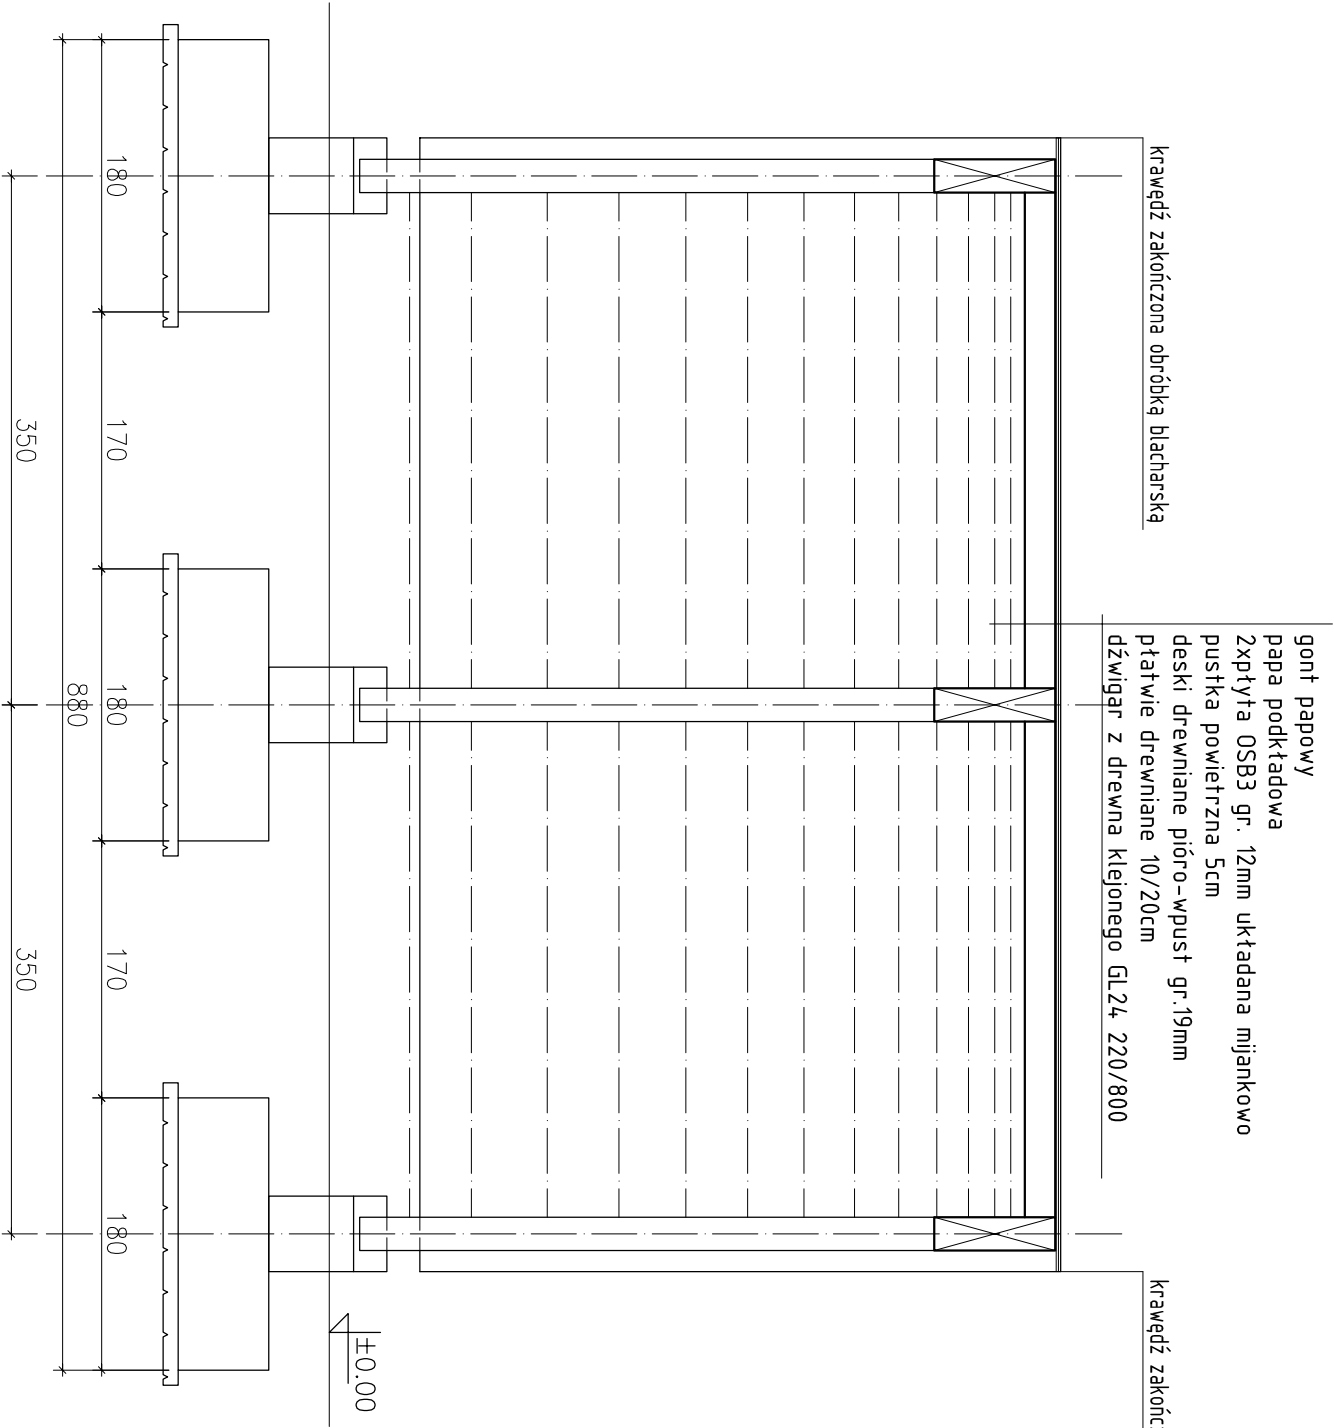 gont papowy
papa podkładowa
2xpłyta OSB3 gr. 12mm układana mijankowo
pustka powietrzna 5cm
deski drewniane pióro-wpust gr.19mm
płatwie drewniane 10/20cm
dźwigar z drewna klejonego GL24 220/800
krawędź zakończona obróbką blacharską
krawędź zakońc
±0.00
180
170
180
170
180
880
350
350